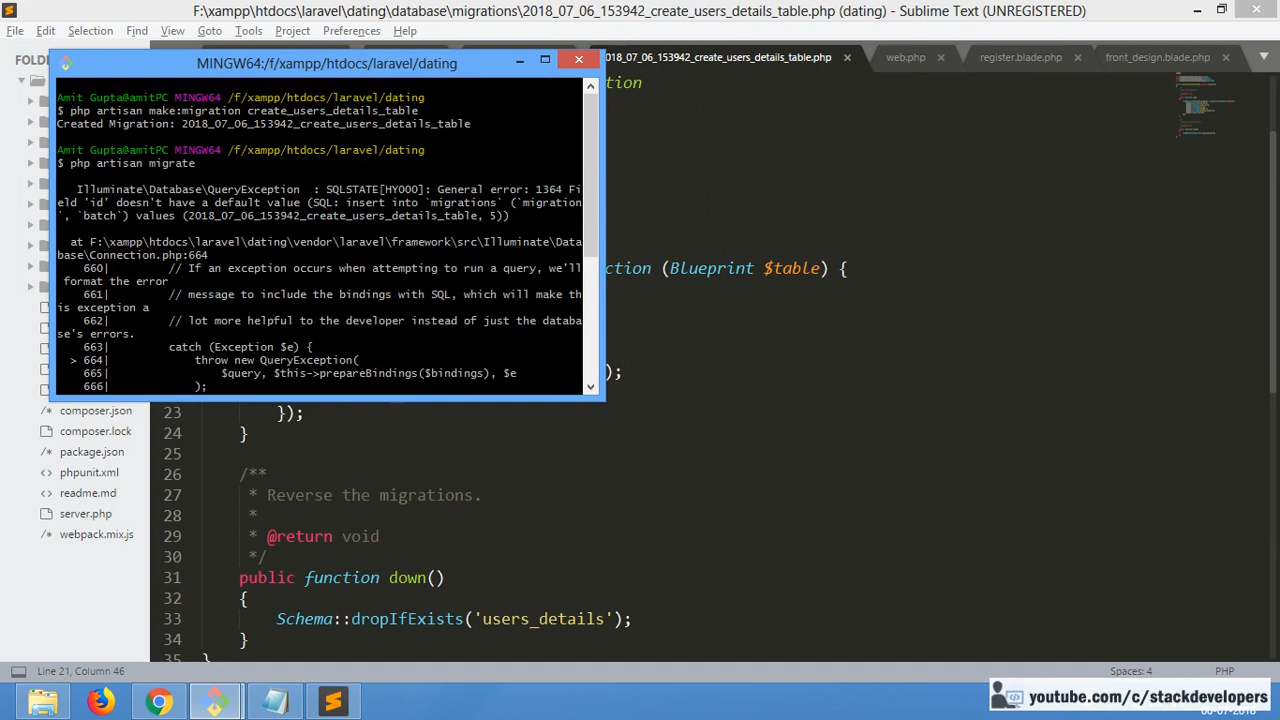 F:\xampp\htdocs\laravel\dating\database\migrations\2018_07_06_153942_create_users_details_table.php (dating) - Sublime Text (UNREGISTERED)
File Edit Selection Find View Goto Tools Project Preferences Help
MINGW64:/f/xampp/htdocs/laravel/dating
018_07_06_153942_create_users_details_table.php web.php register.blade.php front_design.blade.php
Amit Gupta@amitPC MINGW64 /f/xampp/htdocs/laravel/dating
$ php artisan make:migration create_users_details_table
Created Migration: 2018_07_06_153942_create_users_details_table
Amit Gupta@amitPC MINGW64 /f/xampp/htdocs/laravel/dating
$ php artisan migrate
Illuminate\Database\QueryException  : SQLSTATE[HY000]: General error: 1364 Fi
eld 'id' doesn't have a default value (SQL: insert into `migrations` (`migration
`, `batch`) values (2018_07_06_153942_create_users_details_table, 5))
at F:\xampp\htdocs\laravel\dating\vendor\laravel\framework\src\Illuminate\Data
base\Connection.php:664
660| // If an exception occurs when attempting to run a query, we'll
format the error
661| // message to include the bindings with SQL, which will make th
is exception a
662| // lot more helpful to the developer instead of just the databa
se's errors.
663| catch (Exception $e) {
> 664| throw new QueryException(
665| $query, $this->prepareBindings($bindings), $e
666| );
ion
ction (Blueprint $table) {
);
composer.json
composer.lock
package.json
phpunit.xml
readme.md
server.php
webpack.mix.js
23 });
24 }
25
26 /**
27 * Reverse the migrations.
28 *
29 * @return void
30 */
31 public function down()
32 {
33 Schema::dropIfExists('users_details');
34 }
35 }
Line 21, Column 46 Spaces: 4 PHP
youtube.com/c/stackdevelopers